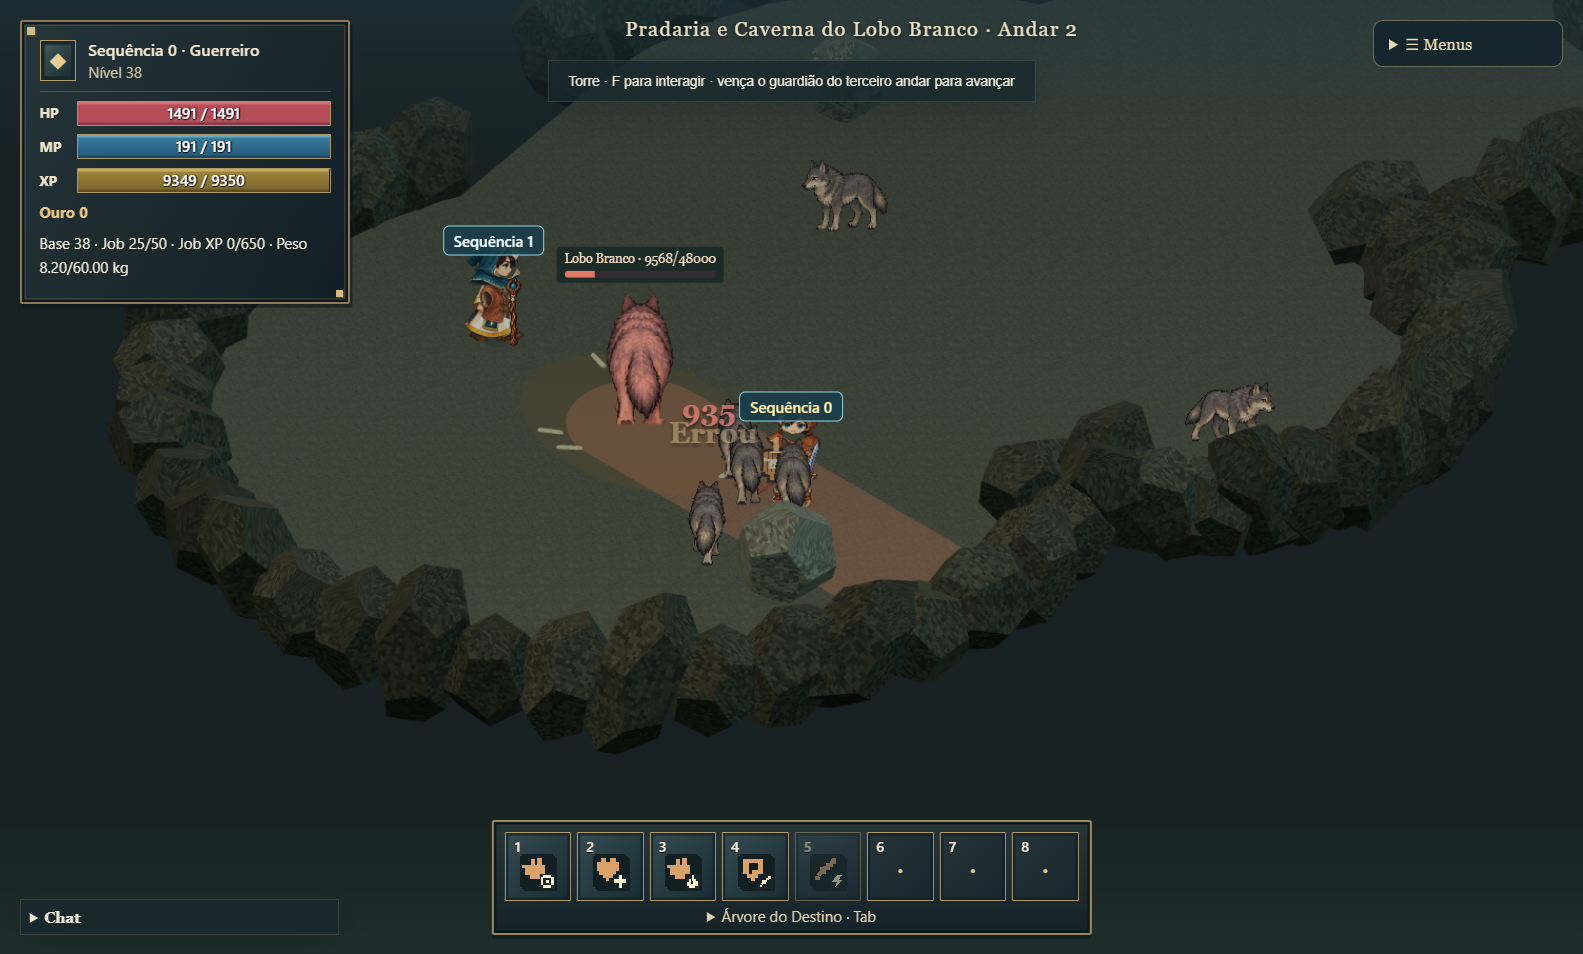 Pradaria e Caverna do Lobo Branco · Andar 2
Torre · F para interagir · vença o guardião do terceiro andar para avançar
▶ ☰ Menus
Sequência 0 · Guerreiro
Nível 38
HP 1491 / 1491
MP 191 / 191
XP 9349 / 9350
Ouro 0
Base 38 · Job 25/50 · Job XP 0/650 · Peso
8.20/60.00 kg
Sequência 1
Lobo Branco · 9568/48000
Sequência 0
935
Errou
1
1 2 3 4 5 6 7 8
▶ Árvore do Destino · Tab
▶ Chat